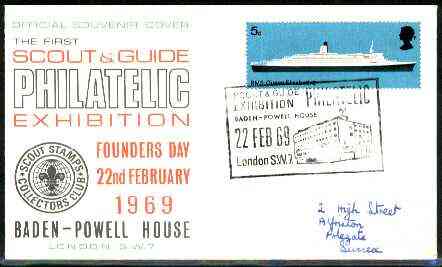 OFFICIAL SOUVENIR COVER
THE FIRST
SCOUT & GUIDE
PHILATELIC
EXHIBITION
FOUNDERS DAY
22nd FEBRUARY
1969
BADEN-POWELL HOUSE
LONDON S.W.7
SCOUT STAMPS
COLLECTORS CLUB
5d
SCOUT & GUIDE
EXHIBITION PHILATELIC
BADEN-POWELL HOUSE
22 FEB 69
London S.W.7
2 High Street
Polegate